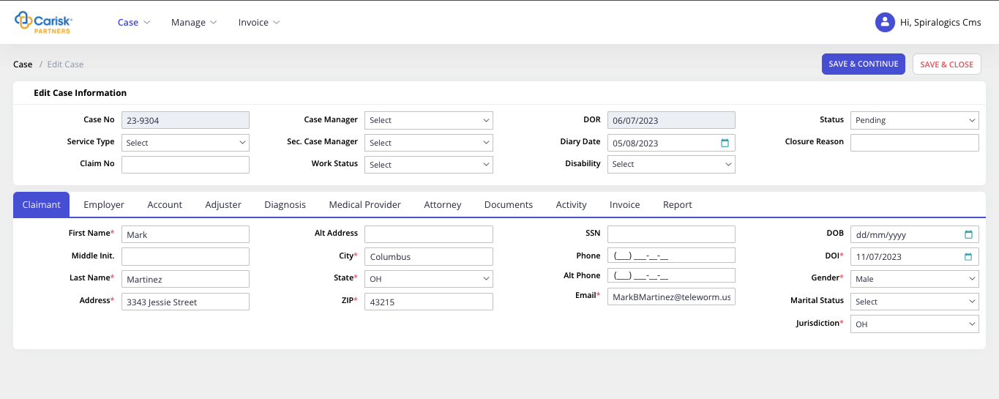 Carisk PARTNERS Case Manage Invoice Hi, Spiralogics Cms
Case / Edit Case SAVE & CONTINUE SAVE & CLOSE
Edit Case Information
Case No 23-9304 Case Manager Select DOR 06/07/2023 Status Pending
Service Type Select Sec. Case Manager Select Diary Date 05/08/2023 Closure Reason
Claim No Work Status Select Disability Select
Claimant Employer Account Adjuster Diagnosis Medical Provider Attorney Documents Activity Invoice Report
First Name* Mark Alt Address SSN DOB dd/mm/yyyy
Middle Init. City* Columbus Phone (___) ___-__-__ DOI* 11/07/2023
Last Name* Martinez State* OH Alt Phone (___) ___-__-__ Gender* Male
Address* 3343 Jessie Street ZIP* 43215 Email* MarkBMartinez@teleworm.us Marital Status Select
Jurisdiction* OH